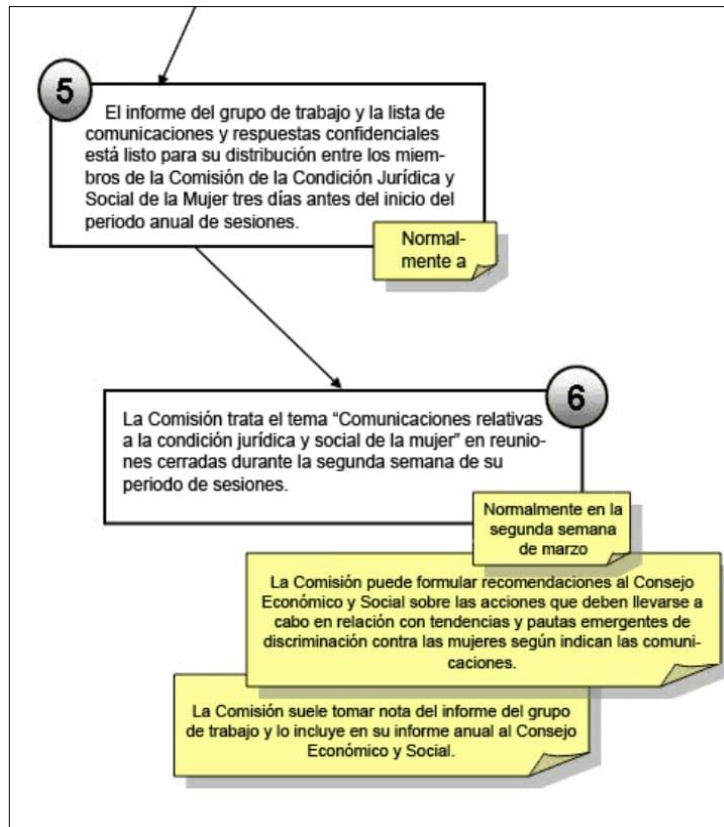 5
El informe del grupo de trabajo y la lista de
comunicaciones y respuestas confidenciales
está listo para su distribución entre los miem-
bros de la Comisión de la Condición Jurídica y
Social de la Mujer tres días antes del inicio del
periodo anual de sesiones.
Normal-
mente a
6
La Comisión trata el tema “Comunicaciones relativas
a la condición jurídica y social de la mujer” en reunio-
nes cerradas durante la segunda semana de su
periodo de sesiones.
Normalmente en la
segunda semana
de marzo
La Comisión puede formular recomendaciones al Consejo
Económico y Social sobre las acciones que deben llevarse a
cabo en relación con tendencias y pautas emergentes de
discriminación contra las mujeres según indican las comuni-
caciones.
La Comisión suele tomar nota del informe del grupo
de trabajo y lo incluye en su informe anual al Consejo
Económico y Social.